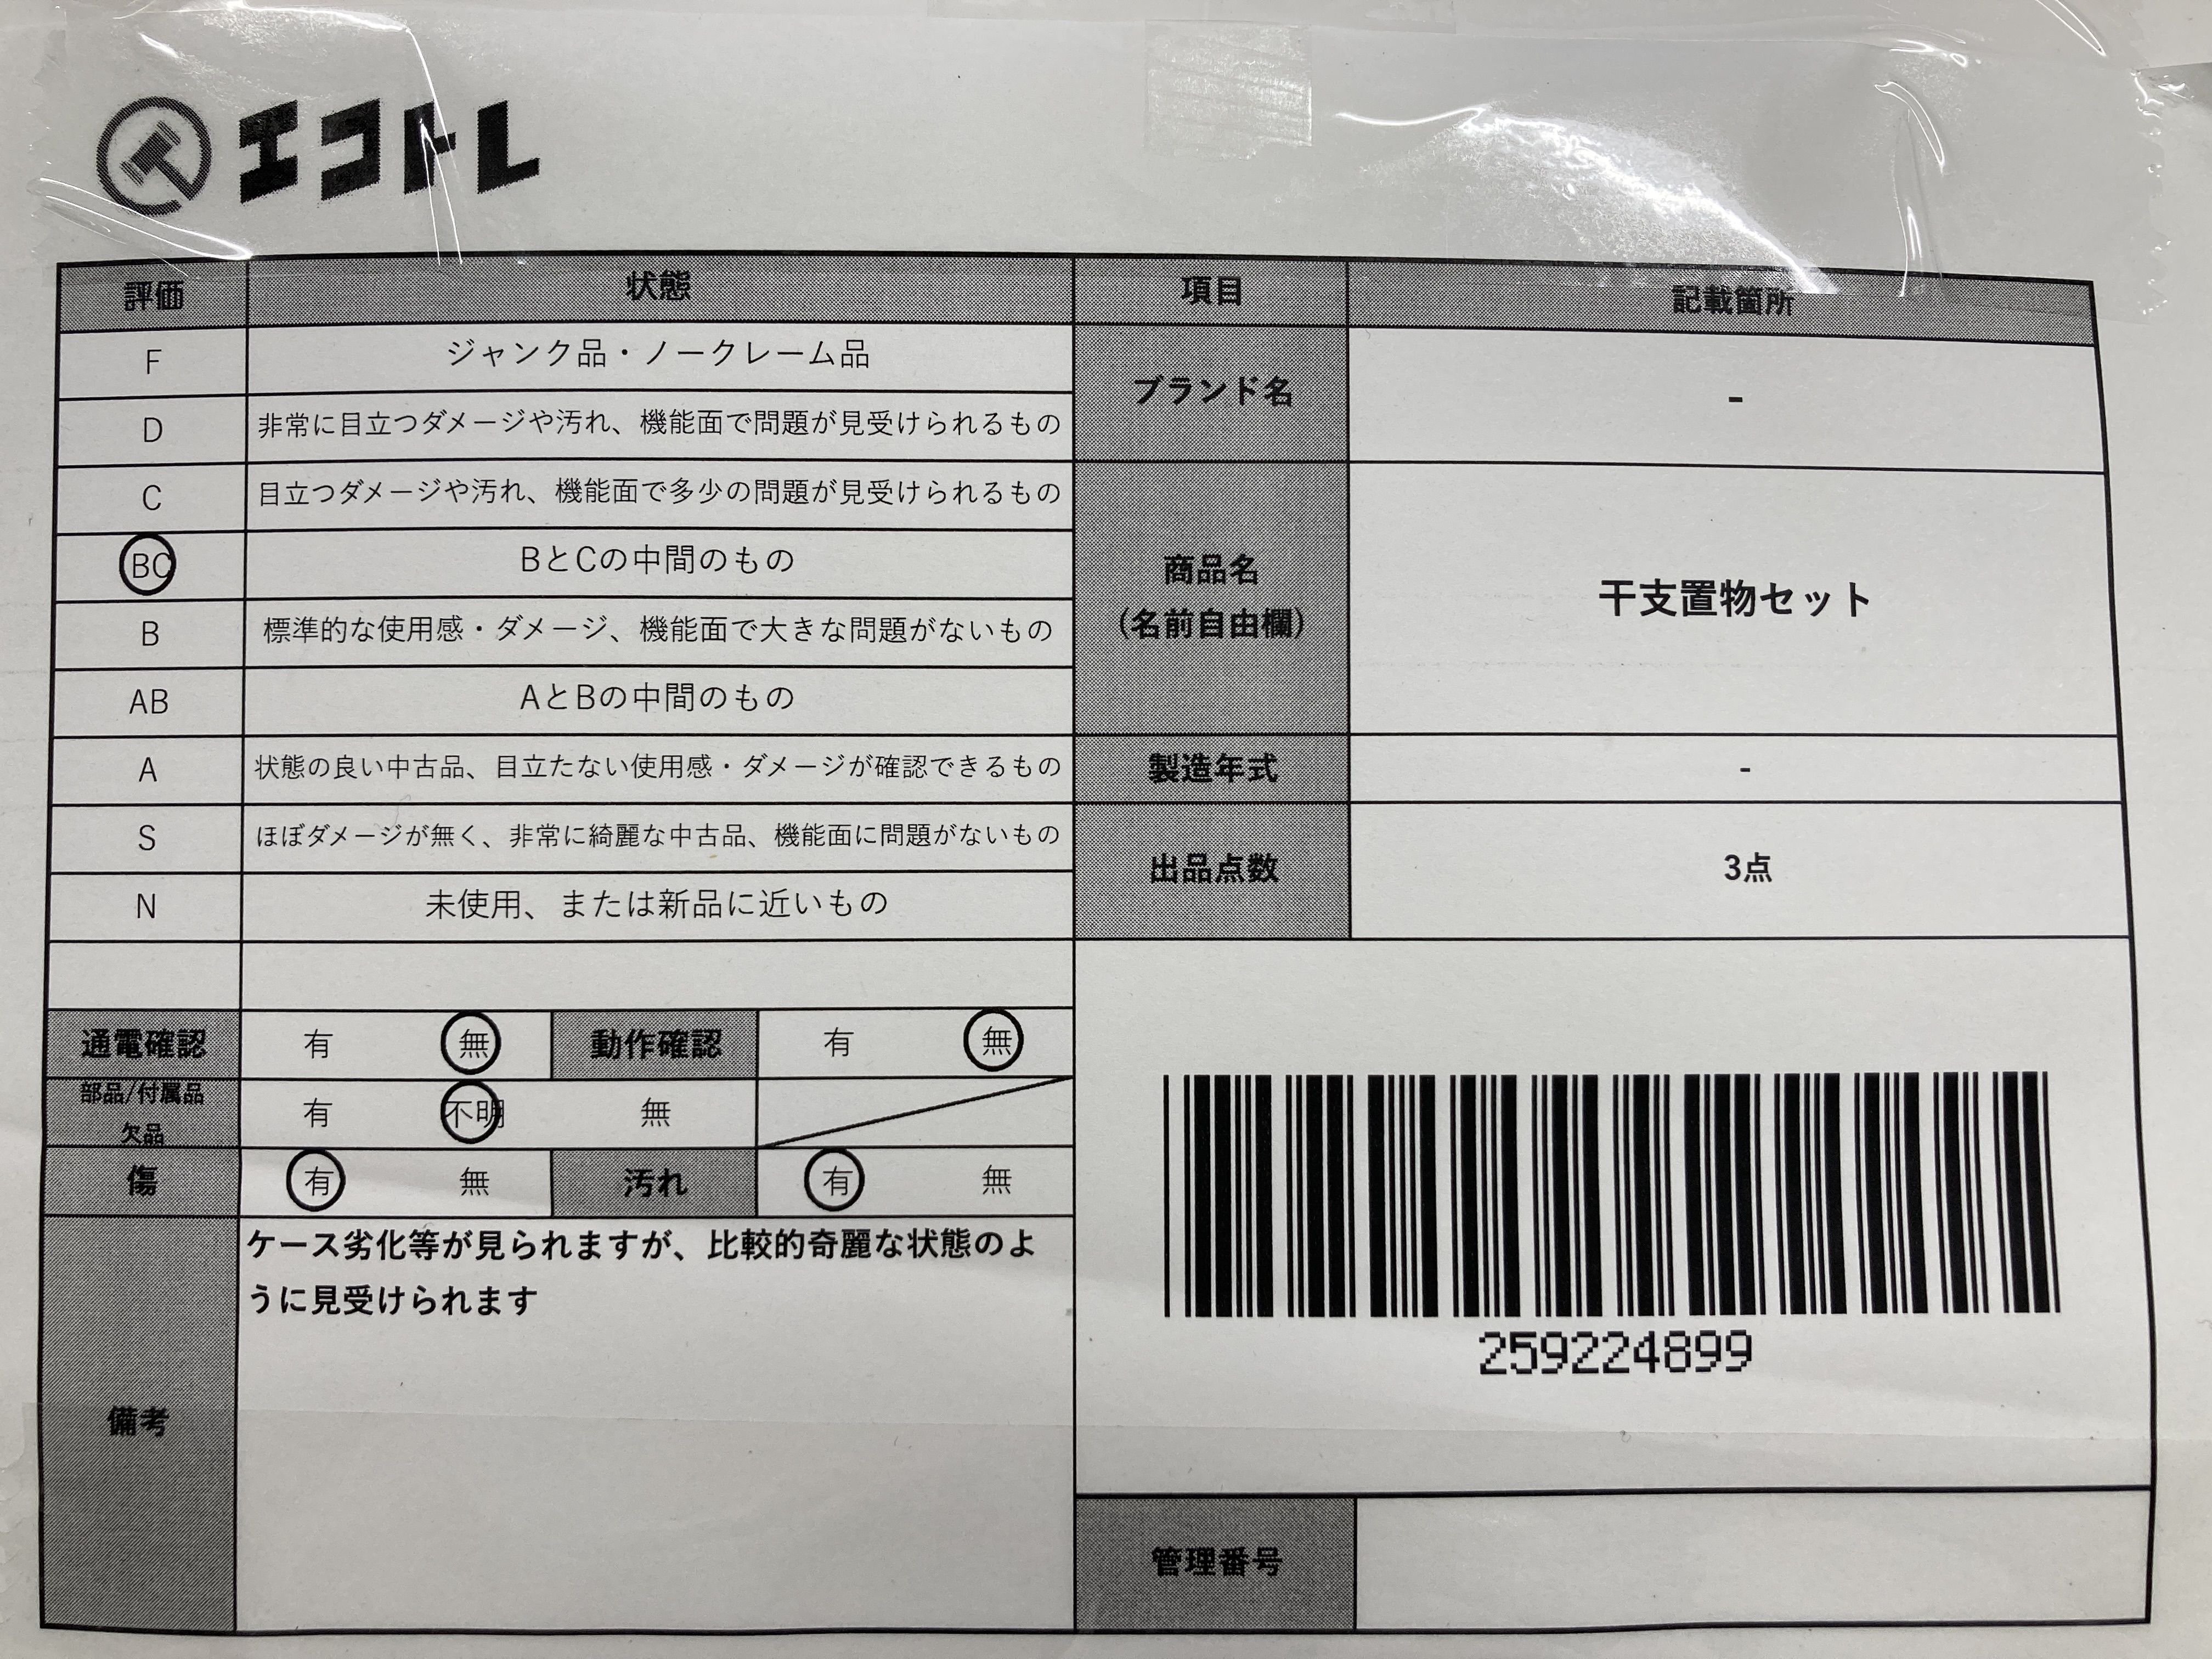 エコトレ
評価 状態 項目 記載箇所
F ジャンク品・ノークレーム品
D 非常に目立つダメージや汚れ、機能面で問題が見受けられるもの
ブランド名 -
C 目立つダメージや汚れ、機能面で多少の問題が見受けられるもの
BC BとCの中間のもの
B 標準的な使用感・ダメージ、機能面で大きな問題がないもの
AB AとBの中間のもの
商品名
(名前自由欄)
干支置物セット
A 状態の良い中古品、目立たない使用感・ダメージが確認できるもの
製造年式 -
S ほぼダメージが無く、非常に綺麗な中古品、機能面に問題がないもの
N 未使用、または新品に近いもの
出品点数 3点
通電確認 有 無 動作確認 有 無
部品/付属品
欠品
有 不明 無
傷 有 無 汚れ 有 無
備考
ケース劣化等が見られますが、比較的奇麗な状態のよ
うに見受けられます
259224899
管理番号